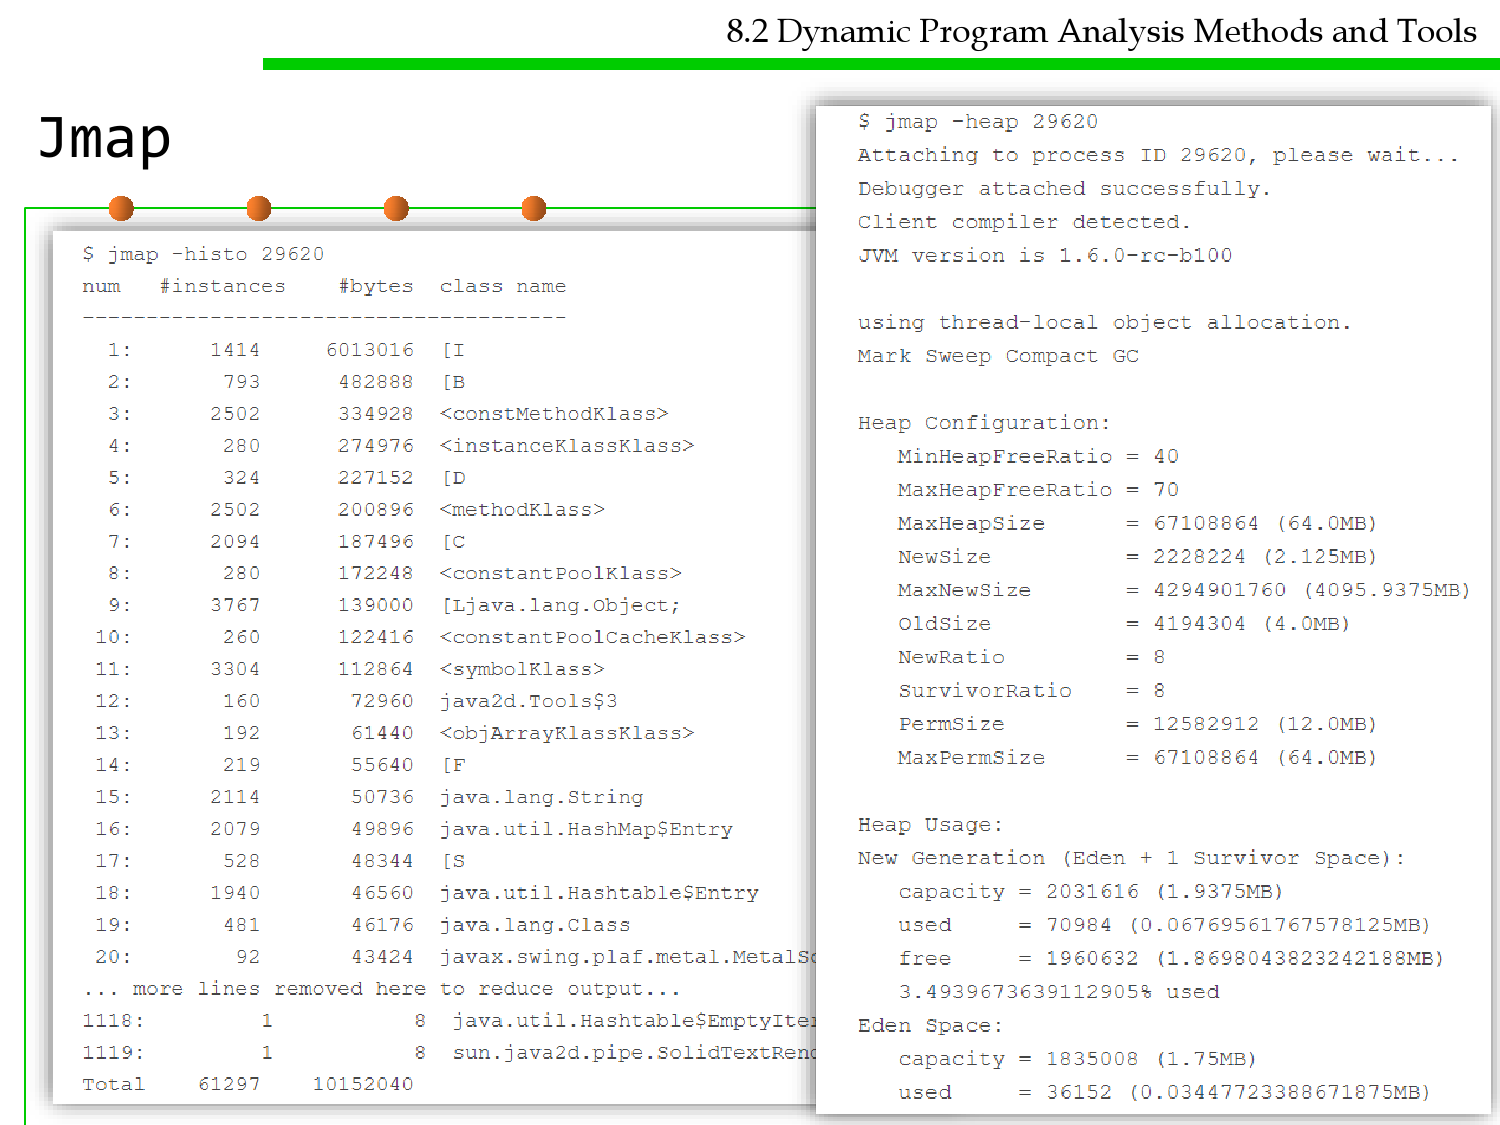 8.2 Dynamic Program Analysis Methods and Tools
Jmap
$ jmap -histo 29620
num   #instances    #bytes  class name
--------------------------------------
  1:      1414     6013016  [I
  2:       793      482888  [B
  3:      2502      334928  <constMethodKlass>
  4:       280      274976  <instanceKlassKlass>
  5:       324      227152  [D
  6:      2502      200896  <methodKlass>
  7:      2094      187496  [C
  8:       280      172248  <constantPoolKlass>
  9:      3767      139000  [Ljava.lang.Object;
 10:       260      122416  <constantPoolCacheKlass>
 11:      3304      112864  <symbolKlass>
 12:       160       72960  java2d.Tools$3
 13:       192       61440  <objArrayKlassKlass>
 14:       219       55640  [F
 15:      2114       50736  java.lang.String
 16:      2079       49896  java.util.HashMap$Entry
 17:       528       48344  [S
 18:      1940       46560  java.util.Hashtable$Entry
 19:       481       46176  java.lang.Class
 20:        92       43424  javax.swing.plaf.metal.MetalSc
... more lines removed here to reduce output...
1118:         1           8  java.util.Hashtable$EmptyIter
1119:         1           8  sun.java2d.pipe.SolidTextRend
Total    61297    10152040
$ jmap -heap 29620
Attaching to process ID 29620, please wait...
Debugger attached successfully.
Client compiler detected.
JVM version is 1.6.0-rc-b100
using thread-local object allocation.
Mark Sweep Compact GC
Heap Configuration:
   MinHeapFreeRatio = 40
   MaxHeapFreeRatio = 70
   MaxHeapSize      = 67108864 (64.0MB)
   NewSize          = 2228224 (2.125MB)
   MaxNewSize       = 4294901760 (4095.9375MB)
   OldSize          = 4194304 (4.0MB)
   NewRatio         = 8
   SurvivorRatio    = 8
   PermSize         = 12582912 (12.0MB)
   MaxPermSize      = 67108864 (64.0MB)
Heap Usage:
New Generation (Eden + 1 Survivor Space):
   capacity = 2031616 (1.9375MB)
   used     = 70984 (0.06769561767578125MB)
   free     = 1960632 (1.8698043823242188MB)
   3.4939673639112905% used
Eden Space:
   capacity = 1835008 (1.75MB)
   used     = 36152 (0.03447723388671875MB)